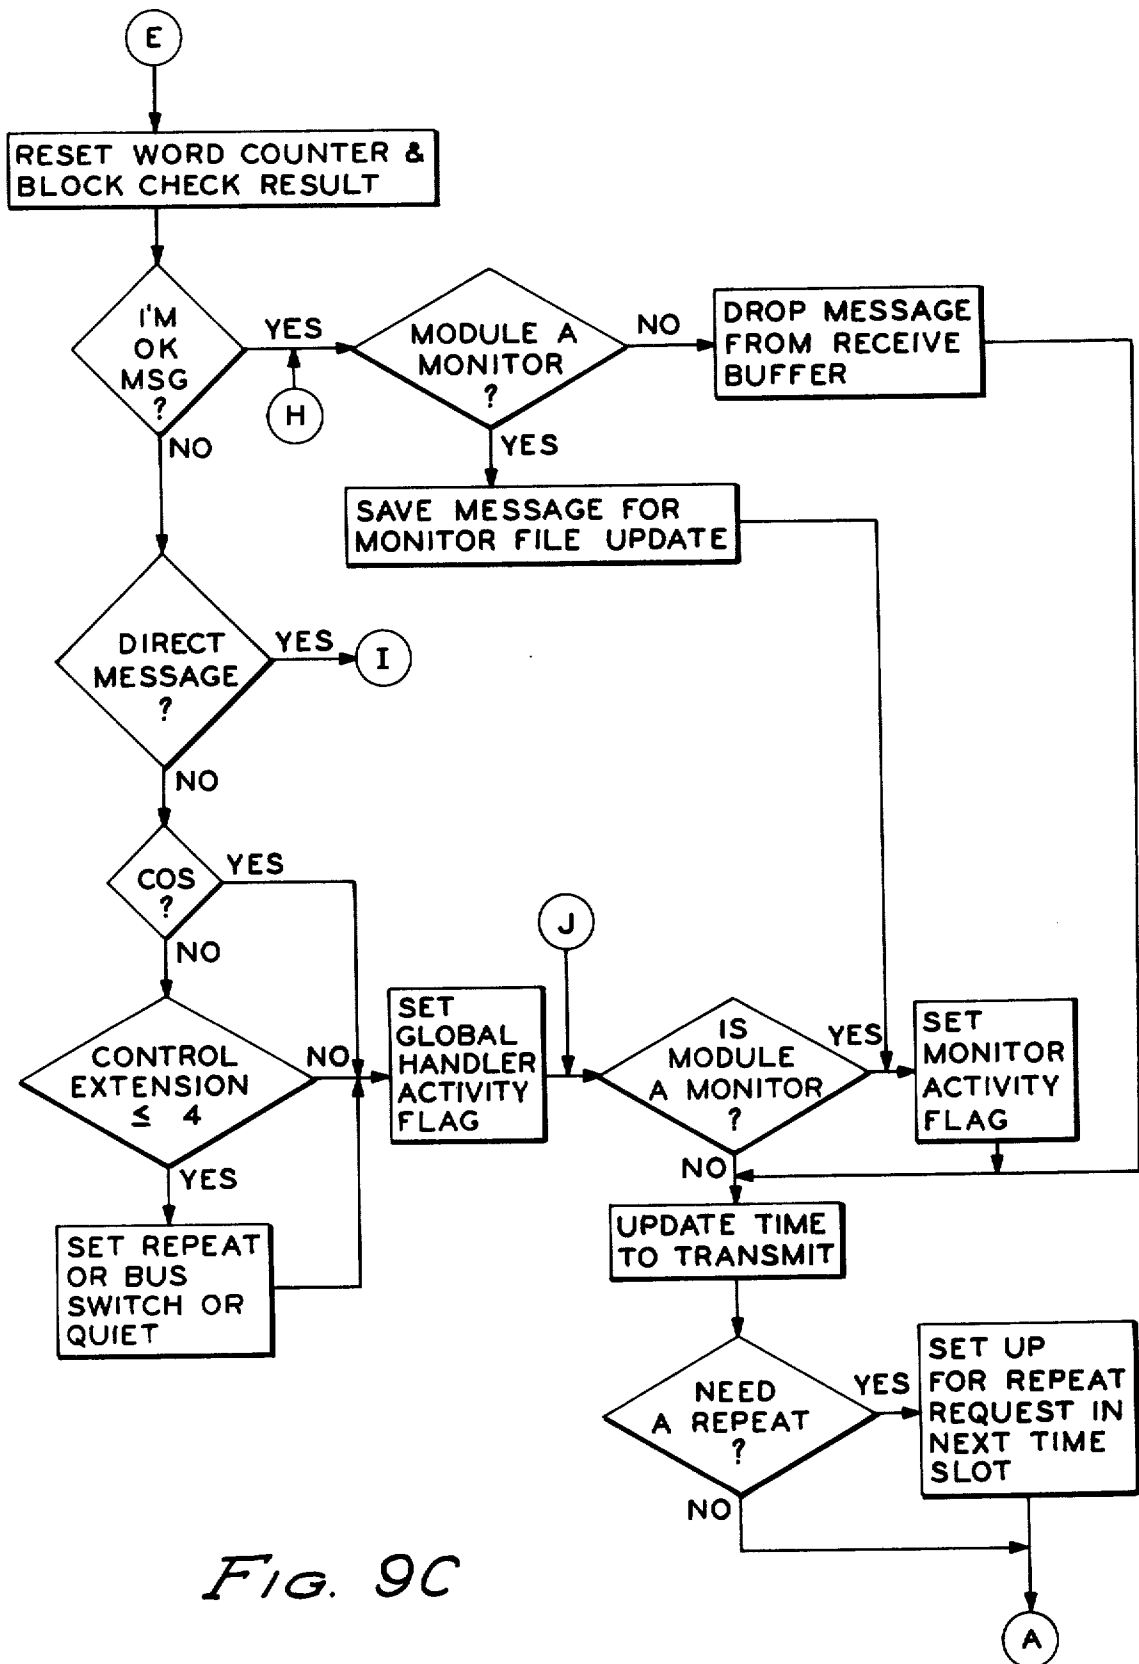 E
RESET WORD COUNTER &
BLOCK CHECK RESULT
I'M
OK
MSG
?
YES
H
NO
MODULE A
MONITOR
?
NO
YES
DROP MESSAGE
FROM RECEIVE
BUFFER
SAVE MESSAGE FOR
MONITOR FILE UPDATE
DIRECT
MESSAGE
?
YES
I
NO
COS
?
YES
NO
CONTROL
EXTENSION
≤ 4
NO
YES
SET REPEAT
OR BUS
SWITCH OR
QUIET
SET
GLOBAL
HANDLER
ACTIVITY
FLAG
J
IS
MODULE
A MONITOR
?
YES
NO
SET
MONITOR
ACTIVITY
FLAG
UPDATE TIME
TO TRANSMIT
NEED
A REPEAT
?
YES
NO
SET UP
FOR REPEAT
REQUEST IN
NEXT TIME
SLOT
A
FIG. 9C